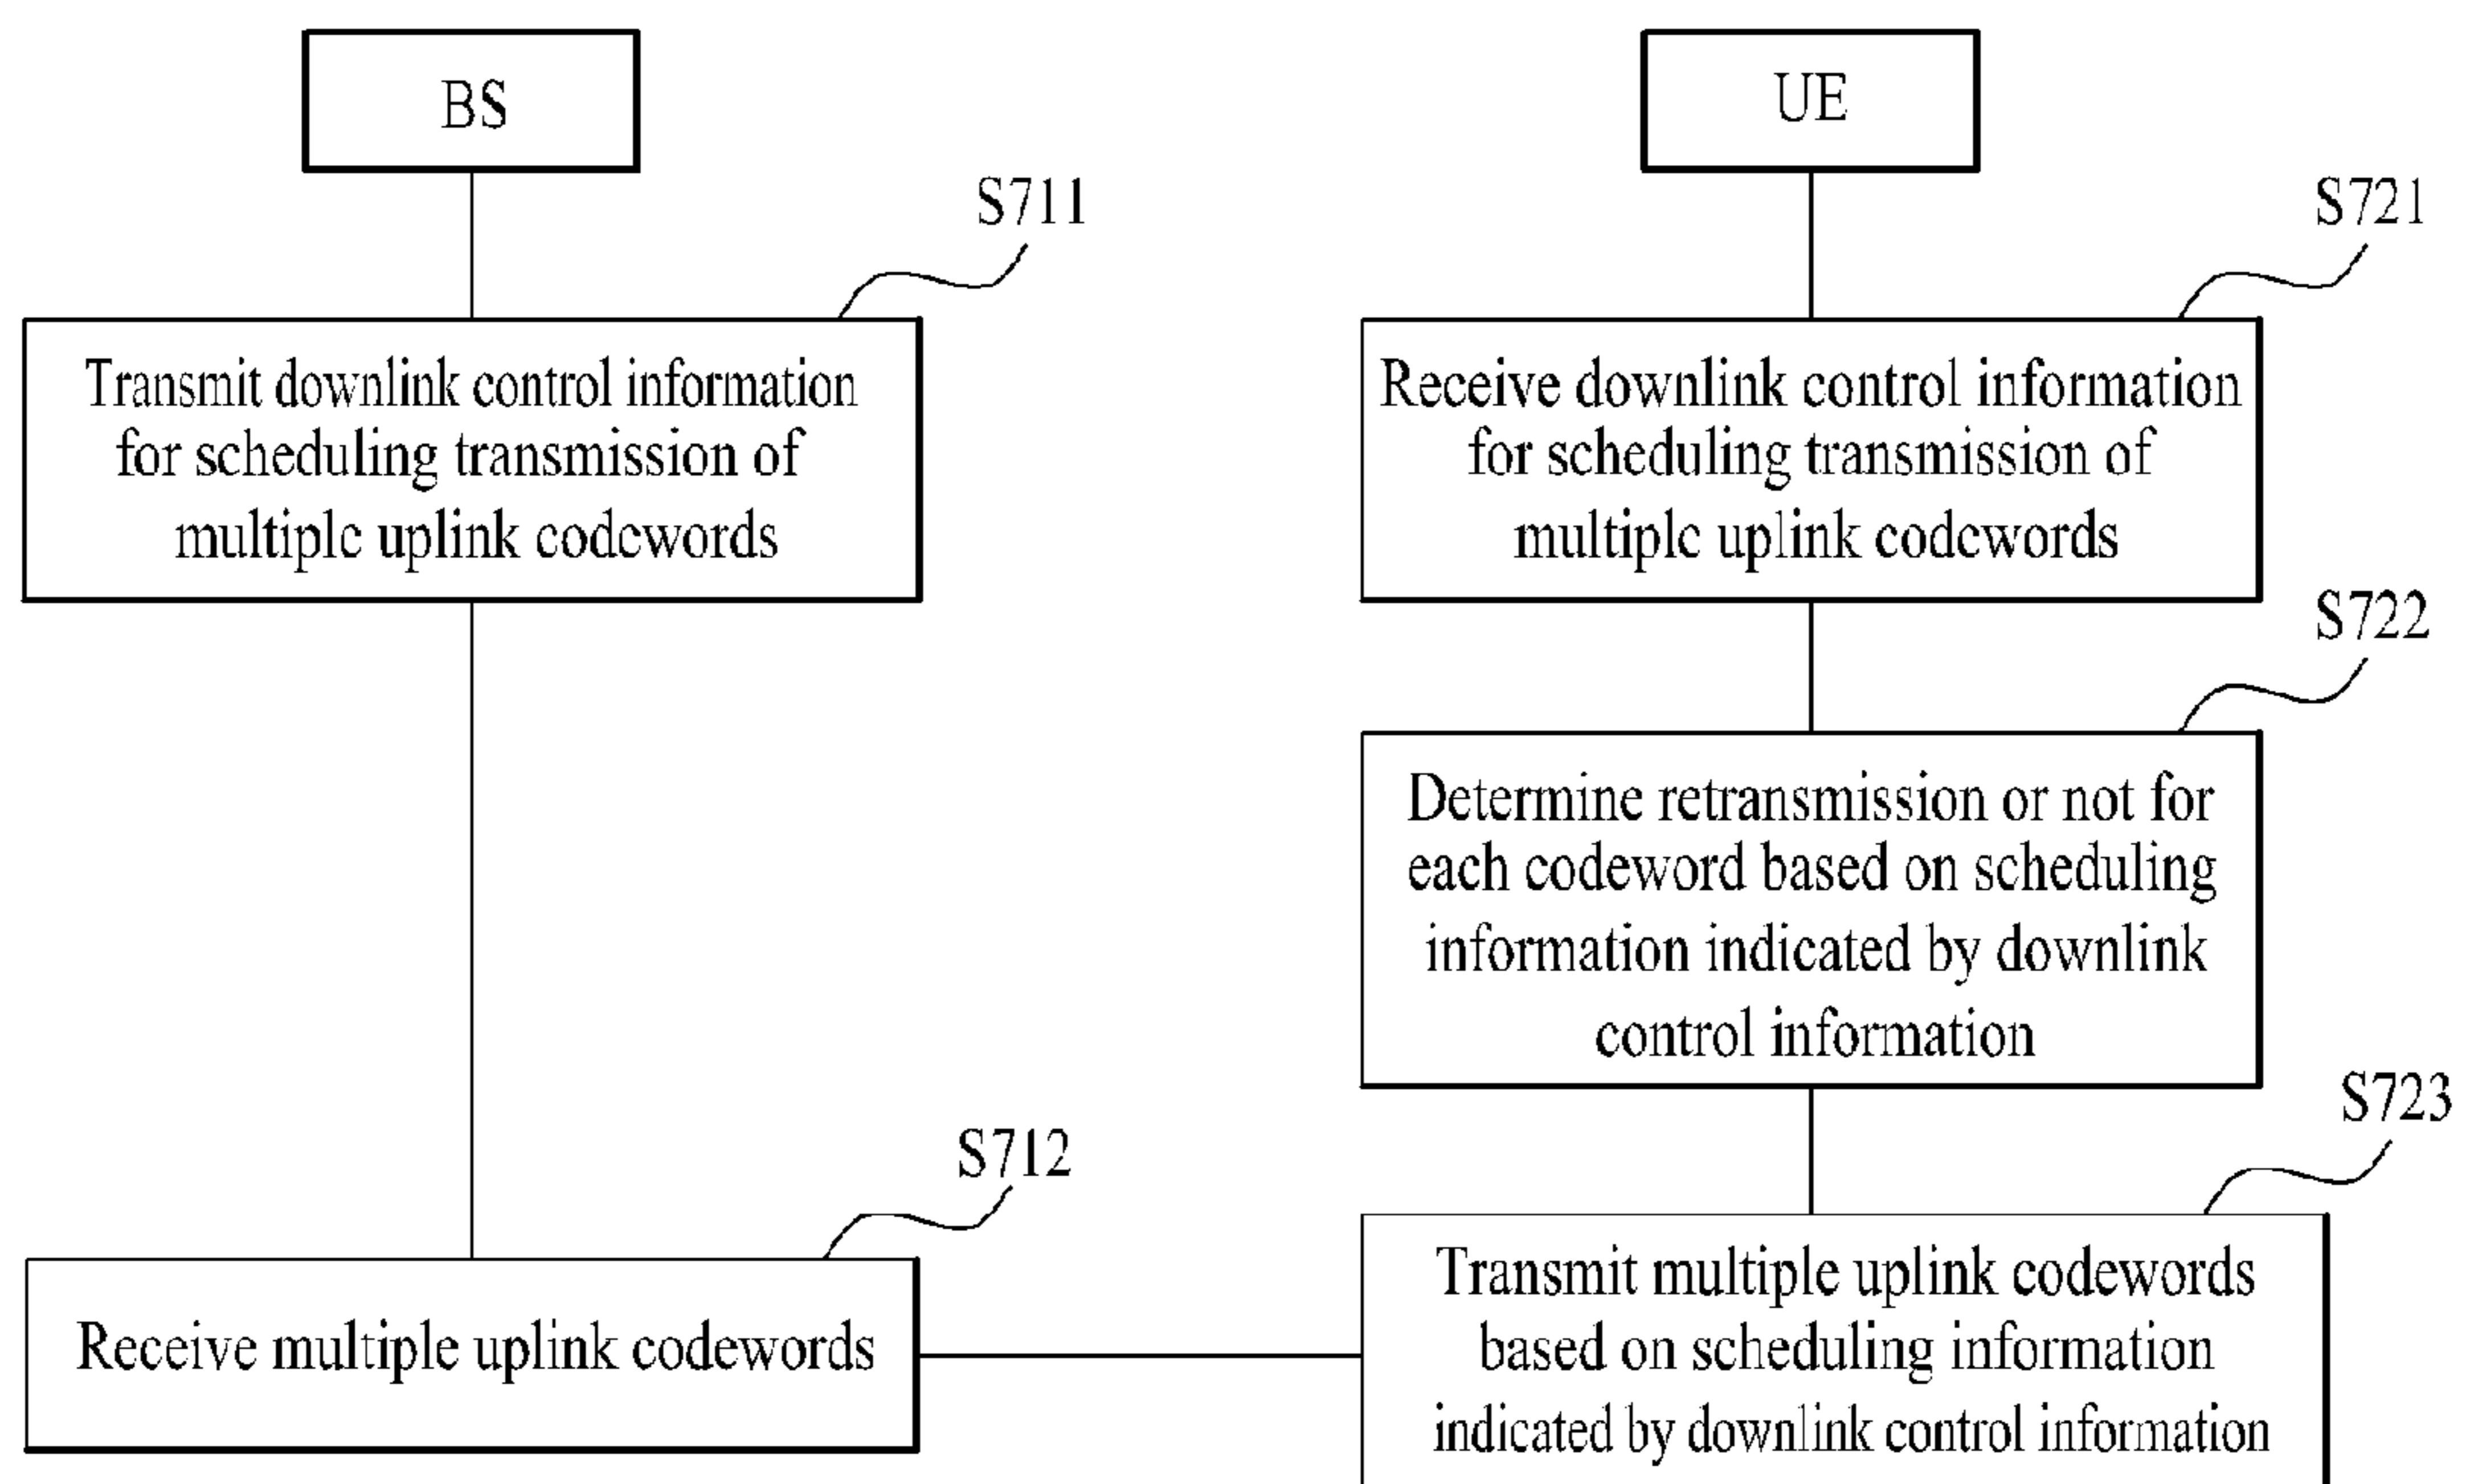 BS
UE
S711
S721
Transmit downlink control information
for scheduling transmission of
multiple uplink codewords
Receive downlink control information
for scheduling transmission of
multiple uplink codewords
S722
Determine retransmission or not for
each codeword based on scheduling
information indicated by downlink
control information
S723
S712
Receive multiple uplink codewords
Transmit multiple uplink codewords
based on scheduling information
indicated by downlink control information